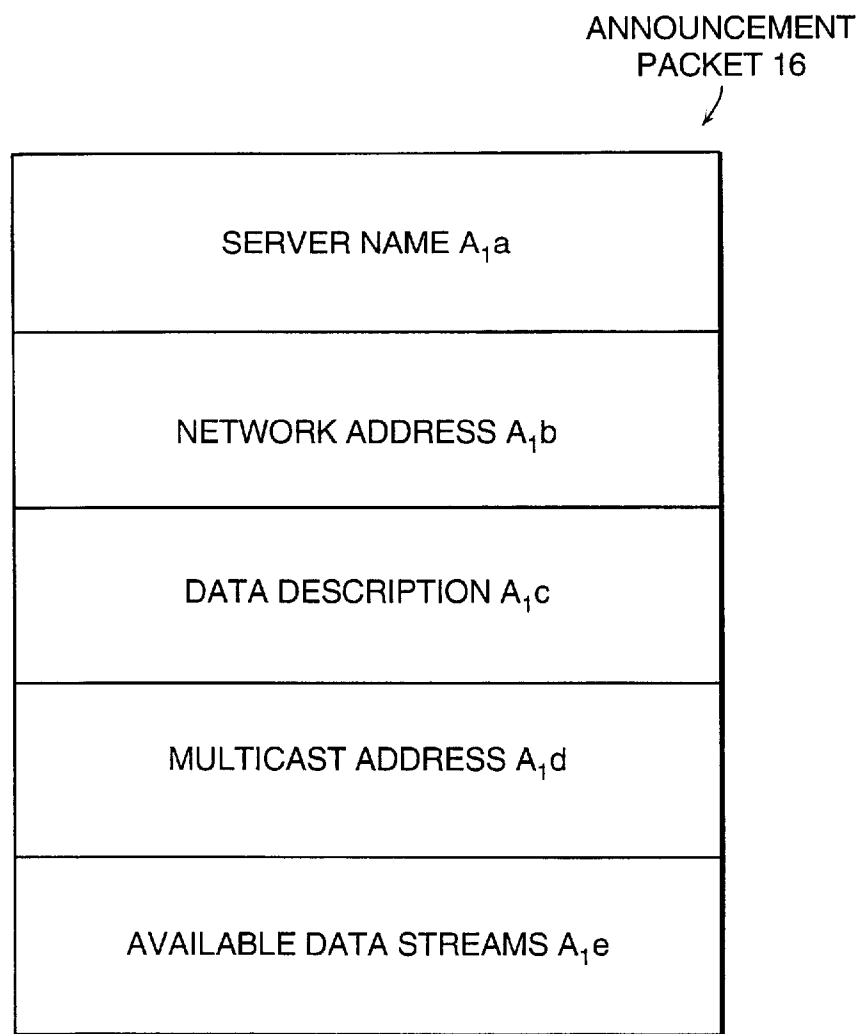 ANNOUNCEMENT
PACKET 16
SERVER NAME A₁a
NETWORK ADDRESS A₁b
DATA DESCRIPTION A₁c
MULTICAST ADDRESS A₁d
AVAILABLE DATA STREAMS A₁e